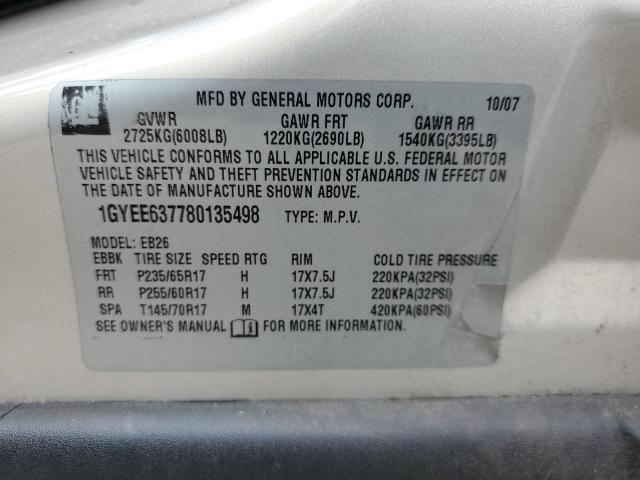 GM
MFD BY GENERAL MOTORS CORP. 10/07
GVWR GAWR FRT GAWR RR
2725KG(6008LB) 1220KG(2690LB) 1540KG(3395LB)
THIS VEHICLE CONFORMS TO ALL APPLICABLE U.S. FEDERAL MOTOR
VEHICLE SAFETY AND THEFT PREVENTION STANDARDS IN EFFECT ON
THE DATE OF MANUFACTURE SHOWN ABOVE.
1GYEE637780135498 TYPE: M.P.V.
MODEL: EB26
EBBK TIRE SIZE SPEED RTG RIM COLD TIRE PRESSURE
FRT P235/65R17 H 17X7.5J 220KPA(32PSI)
RR P255/60R17 H 17X7.5J 220KPA(32PSI)
SPA T145/70R17 M 17X4T 420KPA(60PSI)
SEE OWNER'S MANUAL FOR MORE INFORMATION.